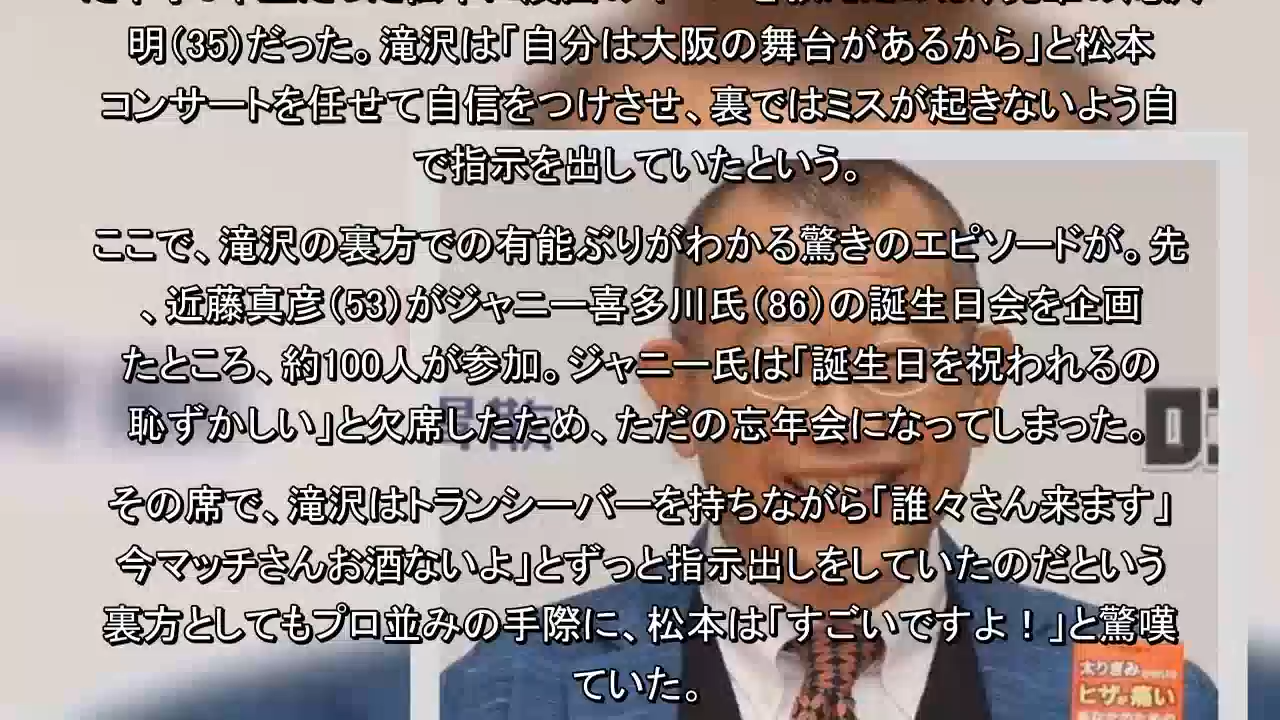 明（35）だった。滝沢は「自分は大阪の舞台があるから」と松本
コンサートを任せて自信をつけさせ、裏ではミスが起きないよう自
で指示を出していたという。
ここで、滝沢の裏方での有能ぶりがわかる驚きのエピソードが。先
、近藤真彦（53）がジャニー喜多川氏（86）の誕生日会を企画
たところ、約100人が参加。ジャニー氏は「誕生日を祝われるの
恥ずかしい」と欠席したため、ただの忘年会になってしまった。
その席で、滝沢はトランシーバーを持ちながら「誰々さん来ます」
今マッチさんお酒ないよ」とずっと指示出しをしていたのだという
裏方としてもプロ並みの手際に、松本は「すごいですよ！」と驚嘆
ていた。
太りぎみ
ヒザが痛い